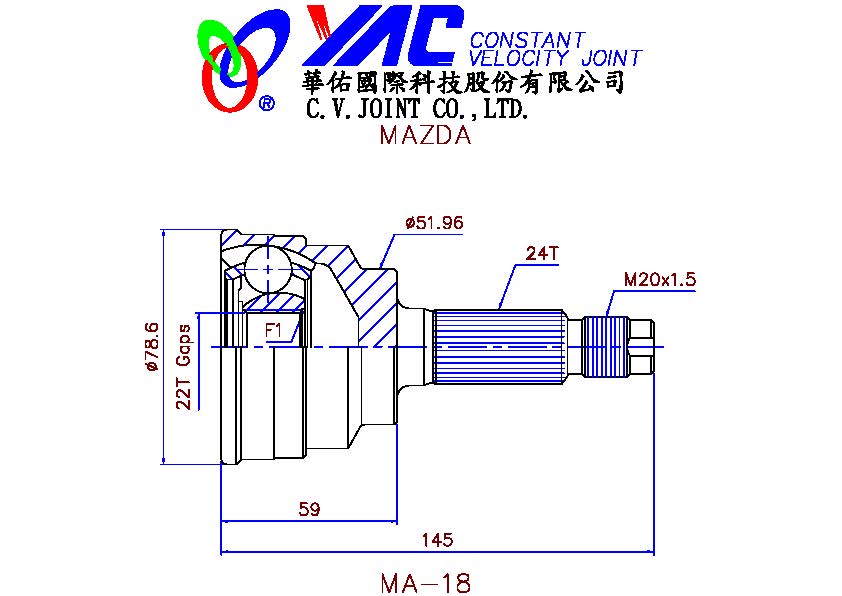 YAC CONSTANT
VELOCITY JOINT
®
華佑國際科技股份有限公司
C.V.JOINT CO.,LTD.
MAZDA
ø51.96
24T
M20x1.5
F1
ø78.6
22T Gaps
59
145
MA-18